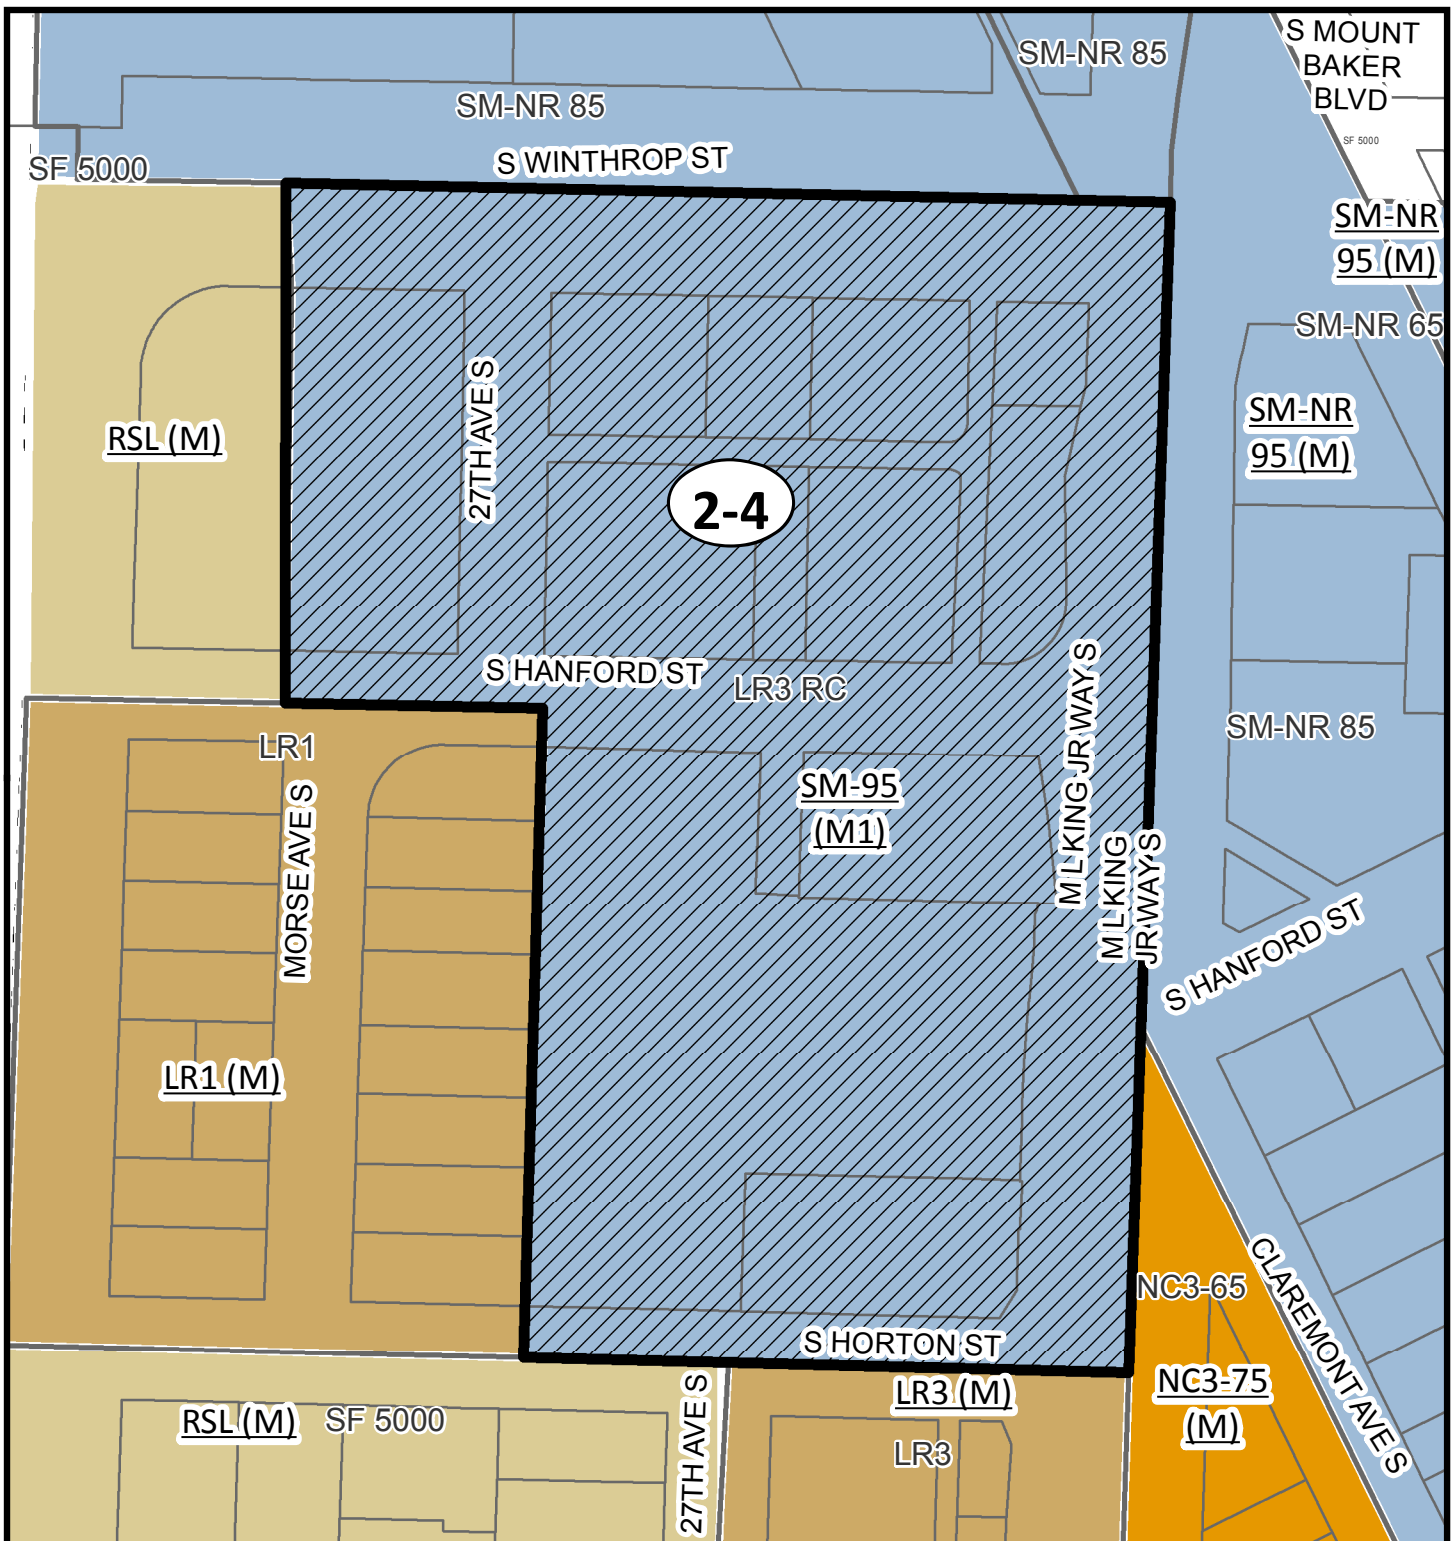 S MOUNT
BAKER
BLVD
SM-NR 85
SM-NR 85
SF 5000
S WINTHROP ST
SF 5000
SM-NR
95 (M)
SM-NR 65
SM-NR
95 (M)
RSL (M)
27TH AVE S
2-4
S HANFORD ST
LR3 RC
M L KING JR WAY S
SM-NR 85
LR1
MORSE AVE S
SM-95
(M1)
M L KING
JR WAY S
S HANFORD ST
LR1 (M)
CLAREMONT AVE S
NC3-65
S HORTON ST
LR3 (M)
NC3-75
(M)
RSL (M)
SF 5000
27TH AVE S
LR3